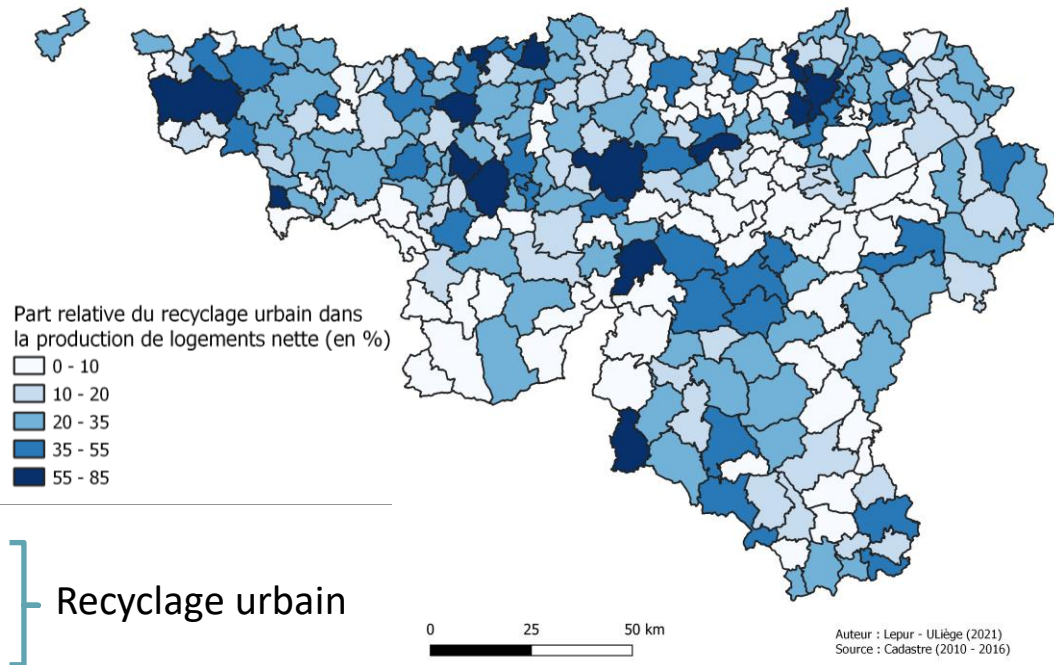 Part relative du recyclage urbain dans
la production de logements nette (en %)
0 - 10
10 - 20
20 - 35
35 - 55
55 - 85
Recyclage urbain
0 25 50 km
Auteur : Lepur - ULiège (2021)
Source : Cadastre (2010 - 2016)